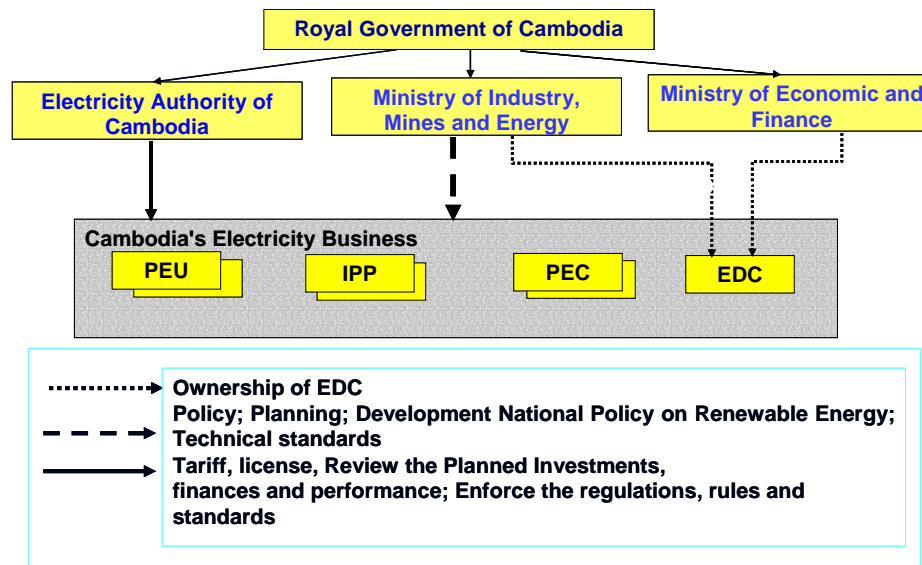 Royal Government of Cambodia
Electricity Authority of
Cambodia
Ministry of Industry,
Mines and Energy
Ministry of Economic and
Finance
Cambodia's Electricity Business
PEU
IPP
PEC
EDC
Ownership of EDC
Policy; Planning; Development National Policy on Renewable Energy;
Technical standards
Tariff, license, Review the Planned Investments,
finances and performance; Enforce the regulations, rules and
standards